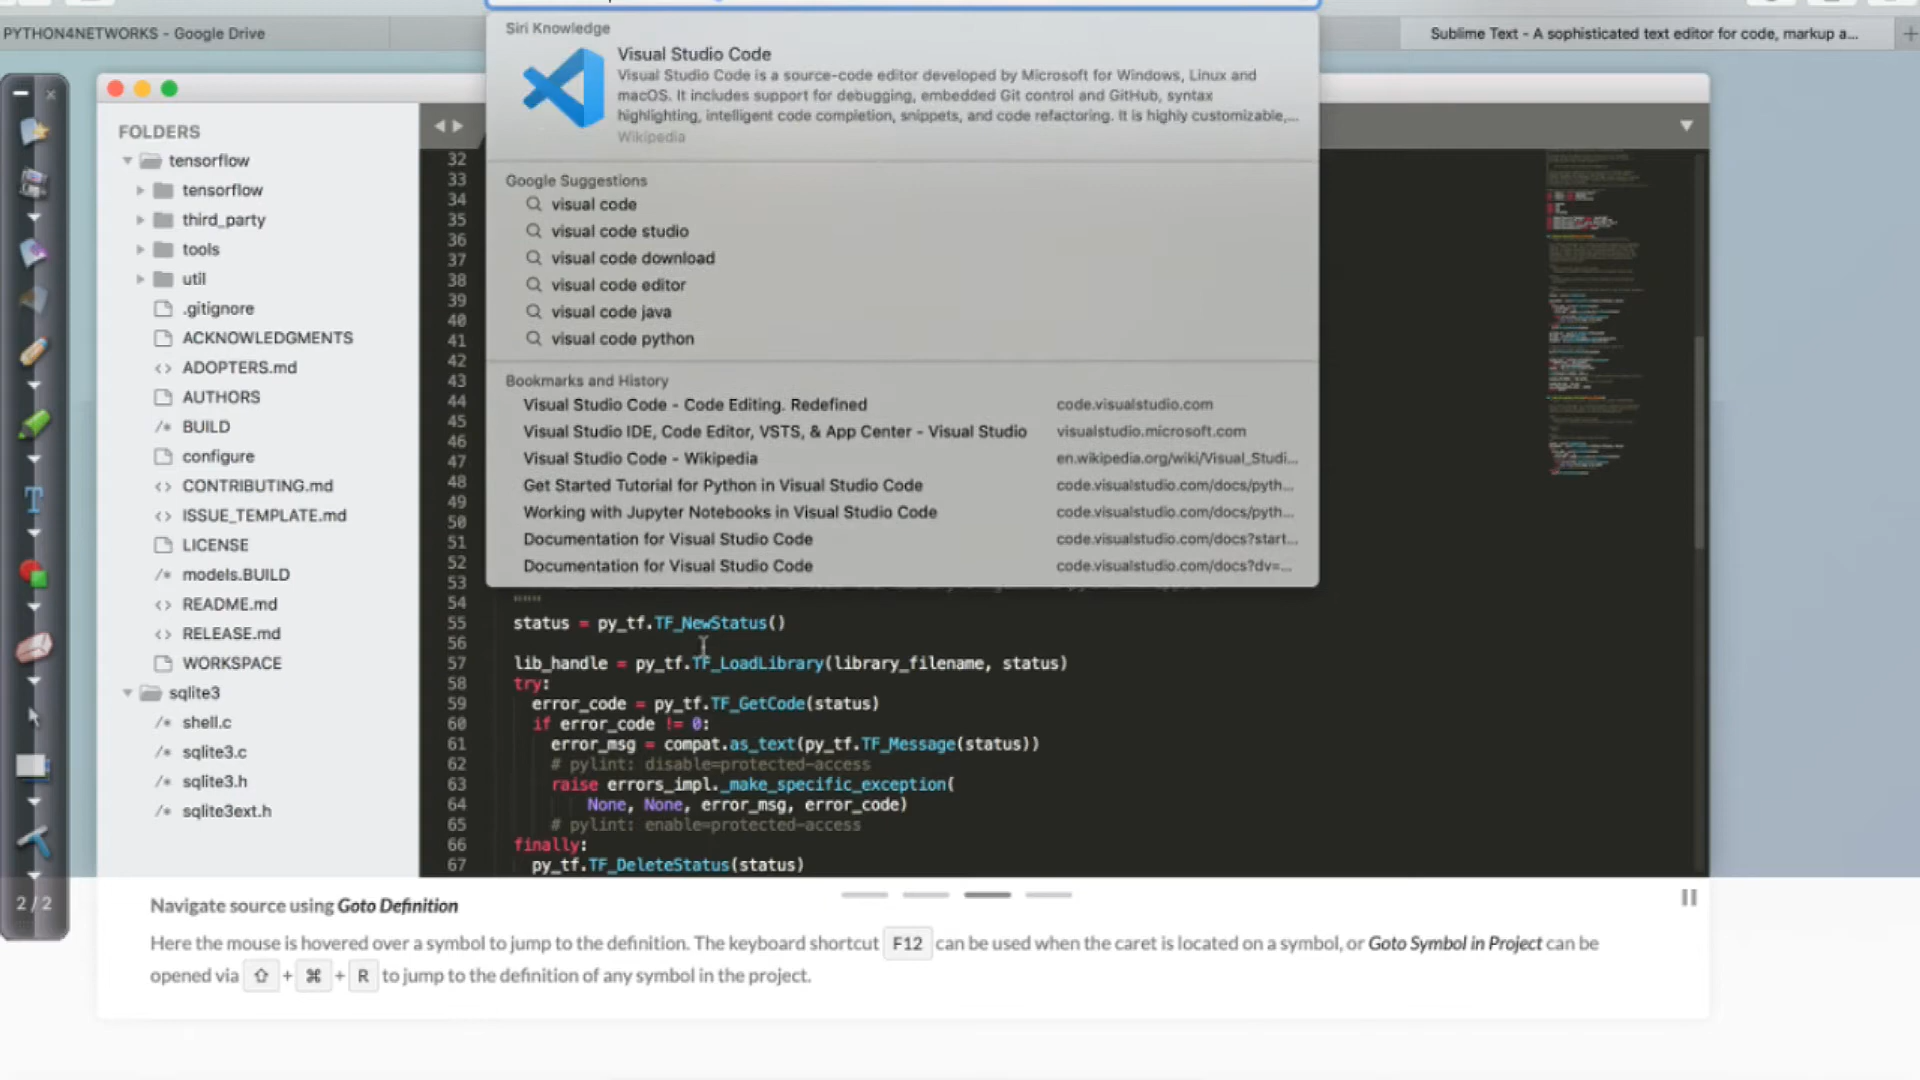 PYTHON4NETWORKS - Google Drive
Sublime Text - A sophisticated text editor for code, markup a...
Siri Knowledge
Visual Studio Code
Visual Studio Code is a source-code editor developed by Microsoft for Windows, Linux and
macOS. It includes support for debugging, embedded Git control and GitHub, syntax
highlighting, intelligent code completion, snippets, and code refactoring. It is highly customizable,...
Wikipedia
Google Suggestions
visual code
visual code studio
visual code download
visual code editor
visual code java
visual code python
Bookmarks and History
Visual Studio Code - Code Editing. Redefined code.visualstudio.com
Visual Studio IDE, Code Editor, VSTS, & App Center - Visual Studio visualstudio.microsoft.com
Visual Studio Code - Wikipedia en.wikipedia.org/wiki/Visual_Studi...
Get Started Tutorial for Python in Visual Studio Code code.visualstudio.com/docs/pyth...
Working with Jupyter Notebooks in Visual Studio Code code.visualstudio.com/docs/pyth...
Documentation for Visual Studio Code code.visualstudio.com/docs?start...
Documentation for Visual Studio Code code.visualstudio.com/docs?dv=...
FOLDERS
tensorflow
tensorflow
third_party
tools
util
.gitignore
ACKNOWLEDGMENTS
<> ADOPTERS.md
AUTHORS
/* BUILD
configure
<> CONTRIBUTING.md
<> ISSUE_TEMPLATE.md
LICENSE
/* models.BUILD
<> README.md
<> RELEASE.md
WORKSPACE
sqlite3
/* shell.c
/* sqlite3.c
/* sqlite3.h
/* sqlite3ext.h
32
33
34
35
36
37
38
39
40
41
42
43
44
45
46
47
48
49
50
51
52
53
54 """
55 status = py_tf.TF_NewStatus()
56
57 lib_handle = py_tf.TF_LoadLibrary(library_filename, status)
58 try:
59 error_code = py_tf.TF_GetCode(status)
60 if error_code != 0:
61 error_msg = compat.as_text(py_tf.TF_Message(status))
62 # pylint: disable=protected-access
63 raise errors_impl._make_specific_exception(
64 None, None, error_msg, error_code)
65 # pylint: enable=protected-access
66 finally:
67 py_tf.TF_DeleteStatus(status)
T
2 / 2
Navigate source using Goto Definition
Here the mouse is hovered over a symbol to jump to the definition. The keyboard shortcut F12 can be used when the caret is located on a symbol, or Goto Symbol in Project can be
opened via ⇧ + ⌘ + R to jump to the definition of any symbol in the project.